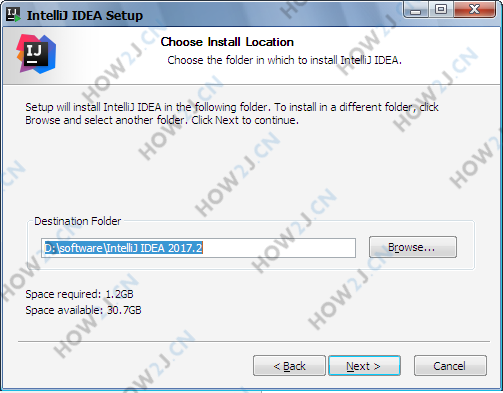 IntelliJ IDEA Setup
IJ
Choose Install Location
Choose the folder in which to install IntelliJ IDEA.
Setup will install IntelliJ IDEA in the following folder. To install in a different folder, click
Browse and select another folder. Click Next to continue.
Destination Folder
D:\software\IntelliJ IDEA 2017.2
Browse...
Space required: 1.2GB
Space available: 30.7GB
< Back
Next >
Cancel
HOW2J.CN
HOW2J.CN
HOW2J.CN
HOW2J.CN
HOW2J.CN
HOW2J.CN
HOW2J.CN
HOW2J.CN
HOW2J.CN